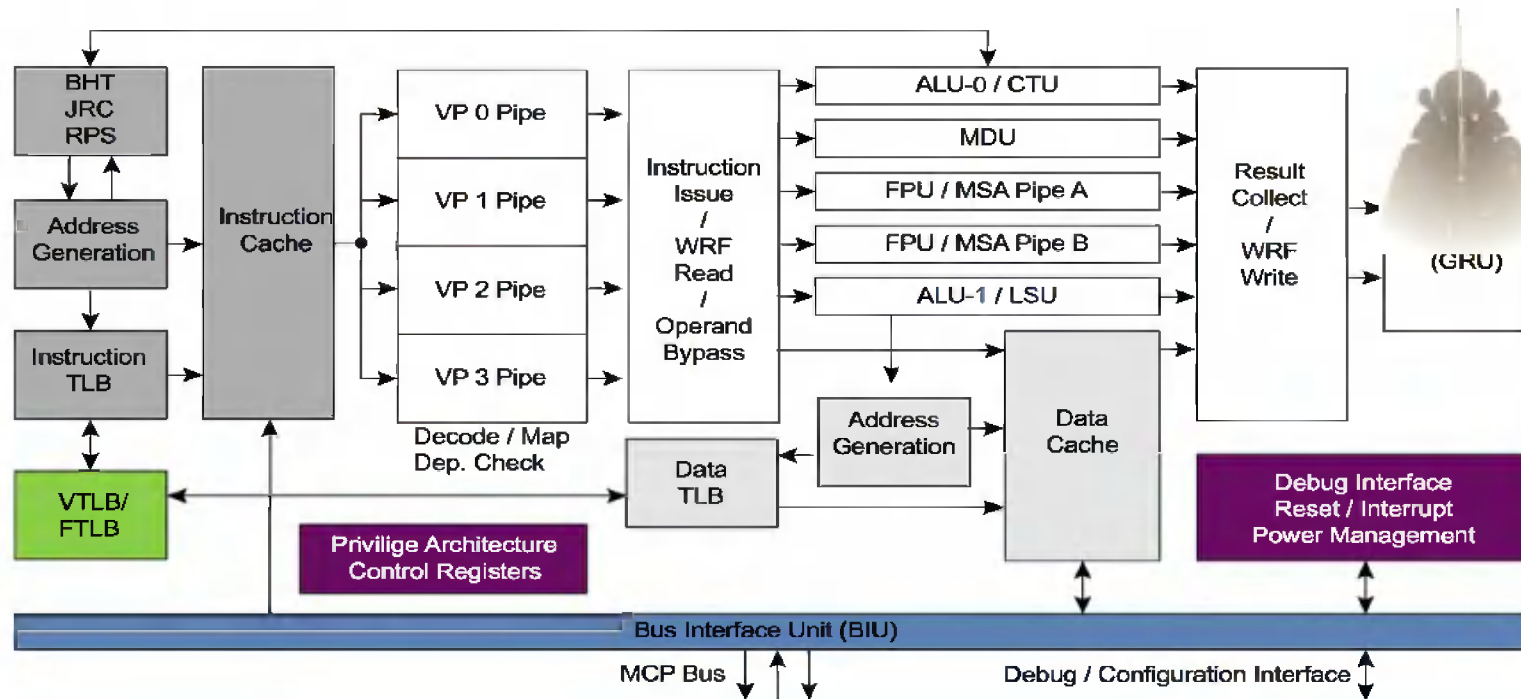 BHT
JRC
RPS
Address
Generation
Instruction
TLB
VTLB/
FTLB
Instruction
Cache
VP 0 Pipe
VP 1 Pipe
VP 2 Pipe
VP 3 Pipe
Decode / Map
Dep. Check
Privilige Architecture
Control Registers
Instruction
Issue
/
WRF
Read
/
Operand
Bypass
Data
TLB
ALU-0 / CTU
MDU
FPU / MSA Pipe A
FPU / MSA Pipe B
ALU-1 / LSU
Address
Generation
Data
Cache
Result
Collect
/
WRF
Write
(GRU)
Debug Interface
Reset / Interrupt
Power Management
Bus Interface Unit (BIU)
MCP Bus
Debug / Configuration Interface